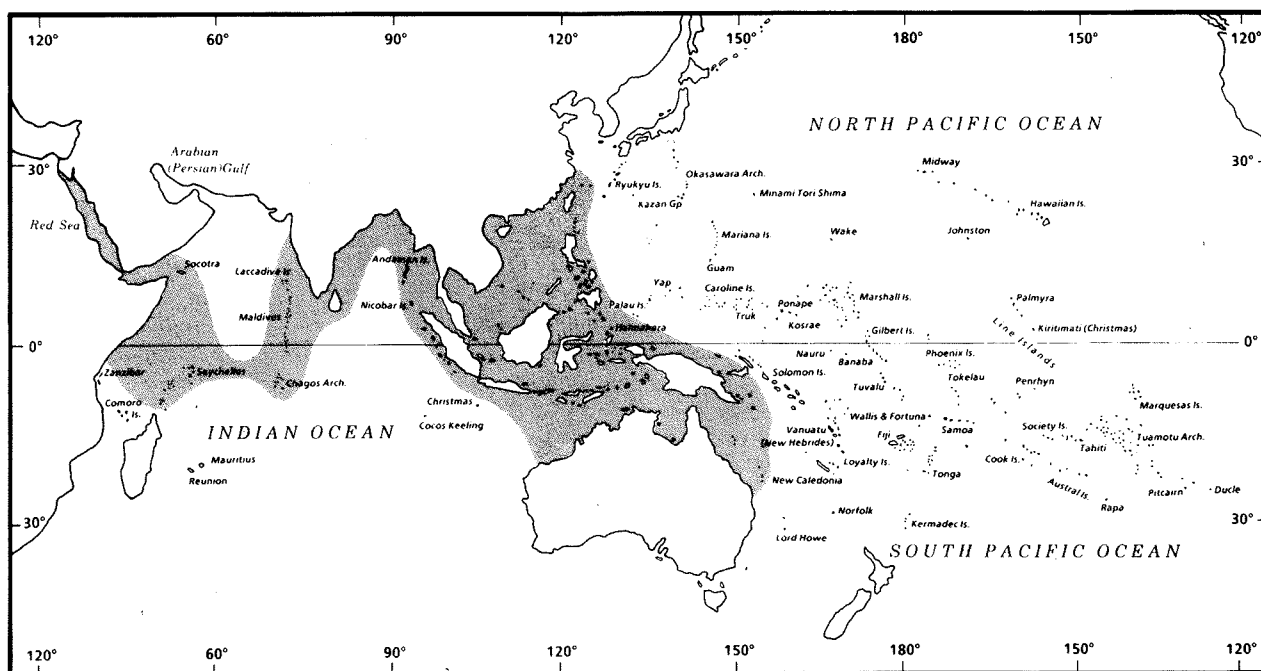 120° 60° 90° 120° 150° 180° 150° 120°
NORTH PACIFIC OCEAN
Arabian
(Persian)Gulf
30°
Midway
30°
Okasawara Arch.
Ryukyu Is.
Minami Tori Shima
Kazan Gp
Hawaiian Is.
Red Sea
Mariana Is.
Wake
Johnston
Socotra
Laccadive Is.
Andaman Is.
Guam
Yap
Caroline Is.
Maldives
Nicobar Is.
Palau Is.
Truk
Ponape
Kosrae
Marshall Is.
Palmyra
Halmahara
Gilbert Is.
Line Islands
Kiritimati (Christmas)
0°
0°
Nauru
Banaba
Phoenix Is.
Zanzibar
Seychelles
Chagos Arch.
Solomon Is.
Tuvalu
Tokelau
Penrhyn
Comoro
Is.
Christmas
Cocos Keeling
Marquesas Is.
Wallis & Fortuna
INDIAN OCEAN
Vanuatu
(New Hebrides)
Fiji
Samoa
Society Is.
Tahiti
Tuamotu Arch.
Mauritius
Reunion
Loyalty Is.
Tonga
Cook Is.
New Caledonia
Austral Is.
Rapa
Pitcairn
Ducle
30°
Norfolk
Kermadec Is.
30°
Lord Howe
SOUTH PACIFIC OCEAN
120° 60° 90° 120° 150° 180° 150° 120°